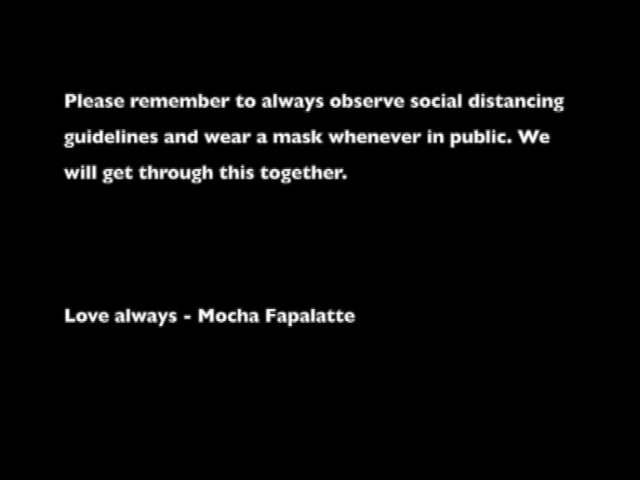 Please remember to always observe social distancing
guidelines and wear a mask whenever in public. We
will get through this together.
Love always - Mocha Fapalatte